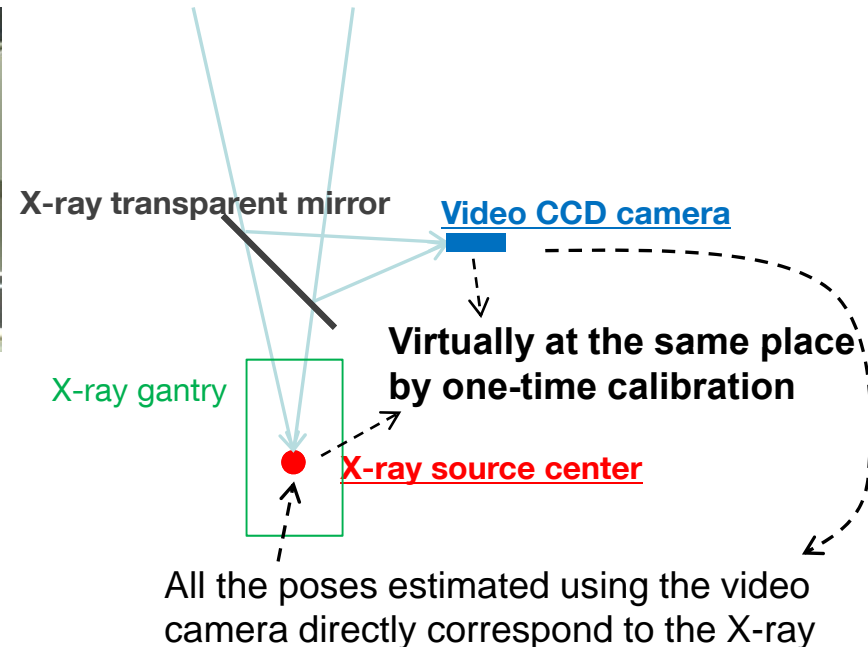 X-ray transparent mirror
Video CCD camera
Virtually at the same place
by one-time calibration
X-ray gantry
X-ray source center
All the poses estimated using the video
camera directly correspond to the X-ray